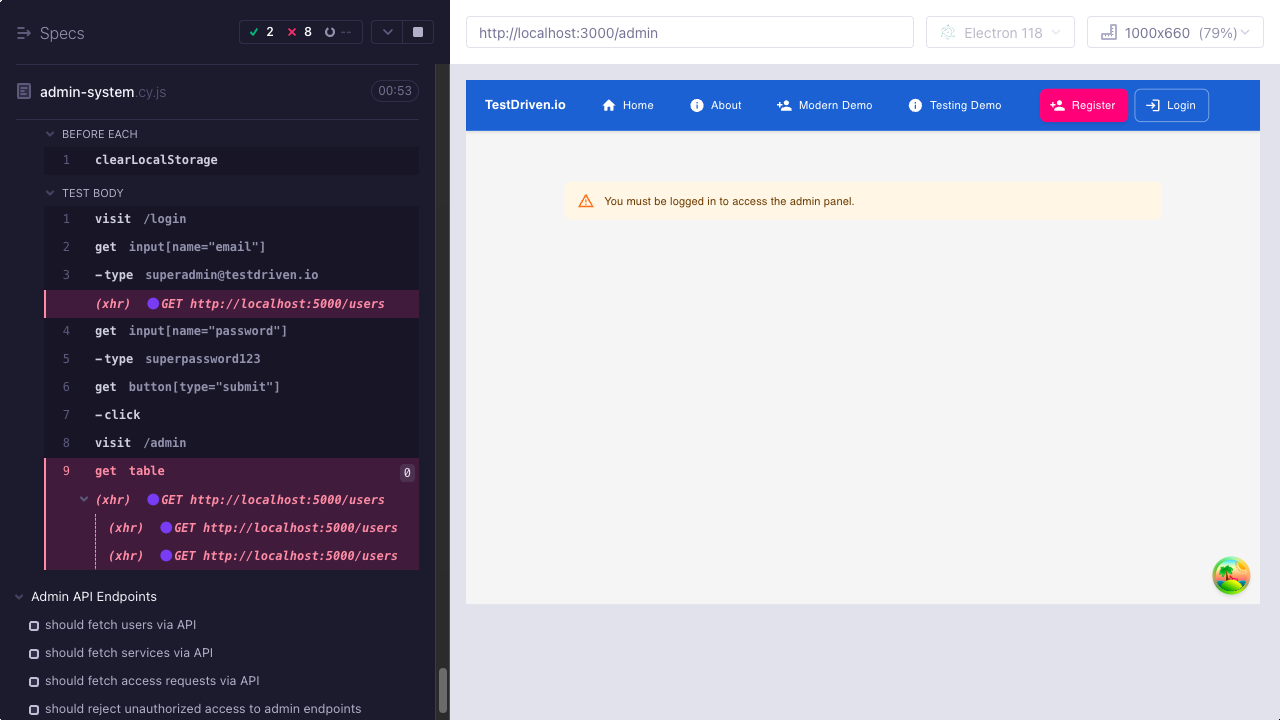 Specs
2 8 --
admin-system.cy.js 00:53
BEFORE EACH
1 clearLocalStorage
TEST BODY
1 visit /login
2 get input[name="email"]
3 -type superadmin@testdriven.io
(xhr) GET http://localhost:5000/users
4 get input[name="password"]
5 -type superpassword123
6 get button[type="submit"]
7 -click
8 visit /admin
9 get table 0
(xhr) GET http://localhost:5000/users
(xhr) GET http://localhost:5000/users
(xhr) GET http://localhost:5000/users
Admin API Endpoints
should fetch users via API
should fetch services via API
should fetch access requests via API
should reject unauthorized access to admin endpoints
http://localhost:3000/admin
Electron 118
1000x660 (79%)
TestDriven.io Home About Modern Demo Testing Demo Register Login
You must be logged in to access the admin panel.